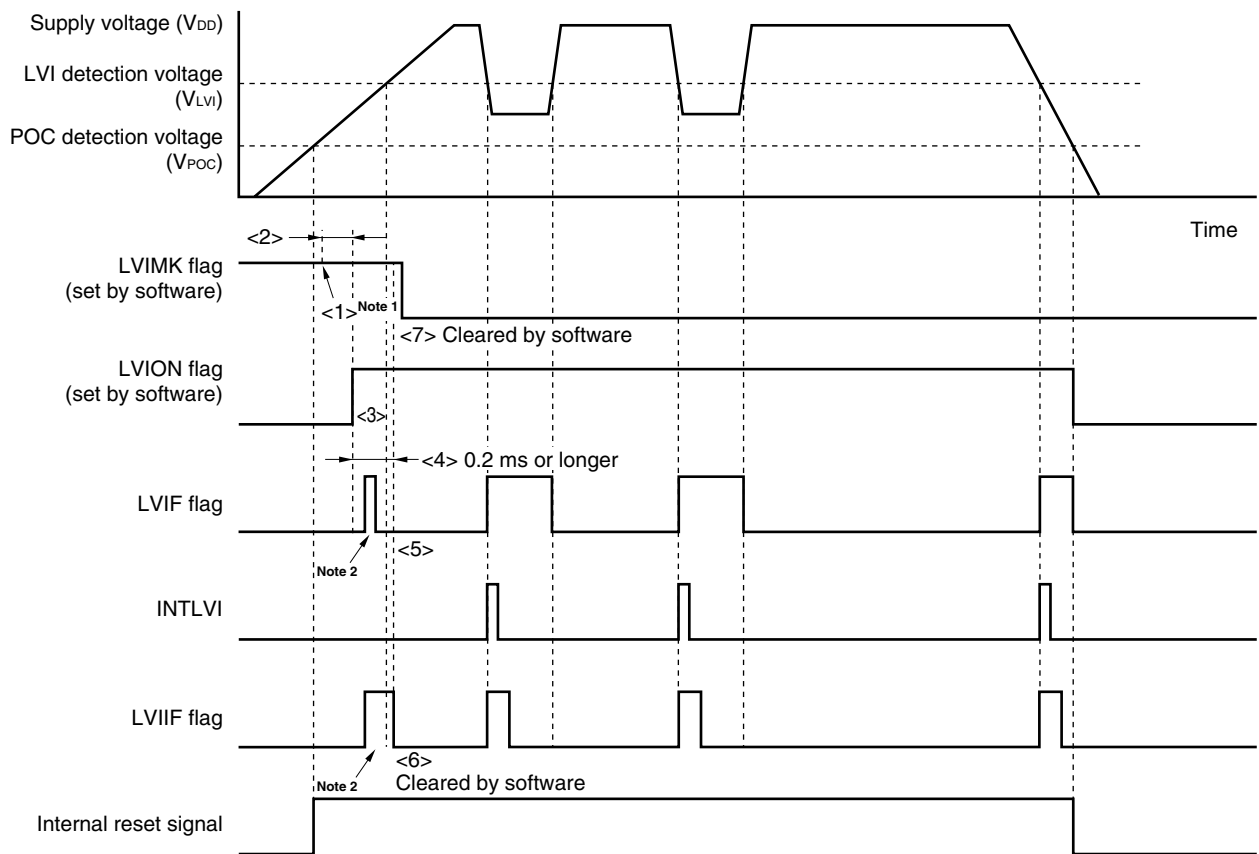 Supply voltage (VDD)
LVI detection voltage
(VLVI)
POC detection voltage
(VPOC)
Time
<2>
LVIMK flag
(set by software)
<1> Note 1
<7> Cleared by software
LVION flag
(set by software)
<3>
<4> 0.2 ms or longer
LVIF flag
Note 2
<5>
INTLVI
LVIIF flag
Note 2
<6>
Cleared by software
Internal reset signal